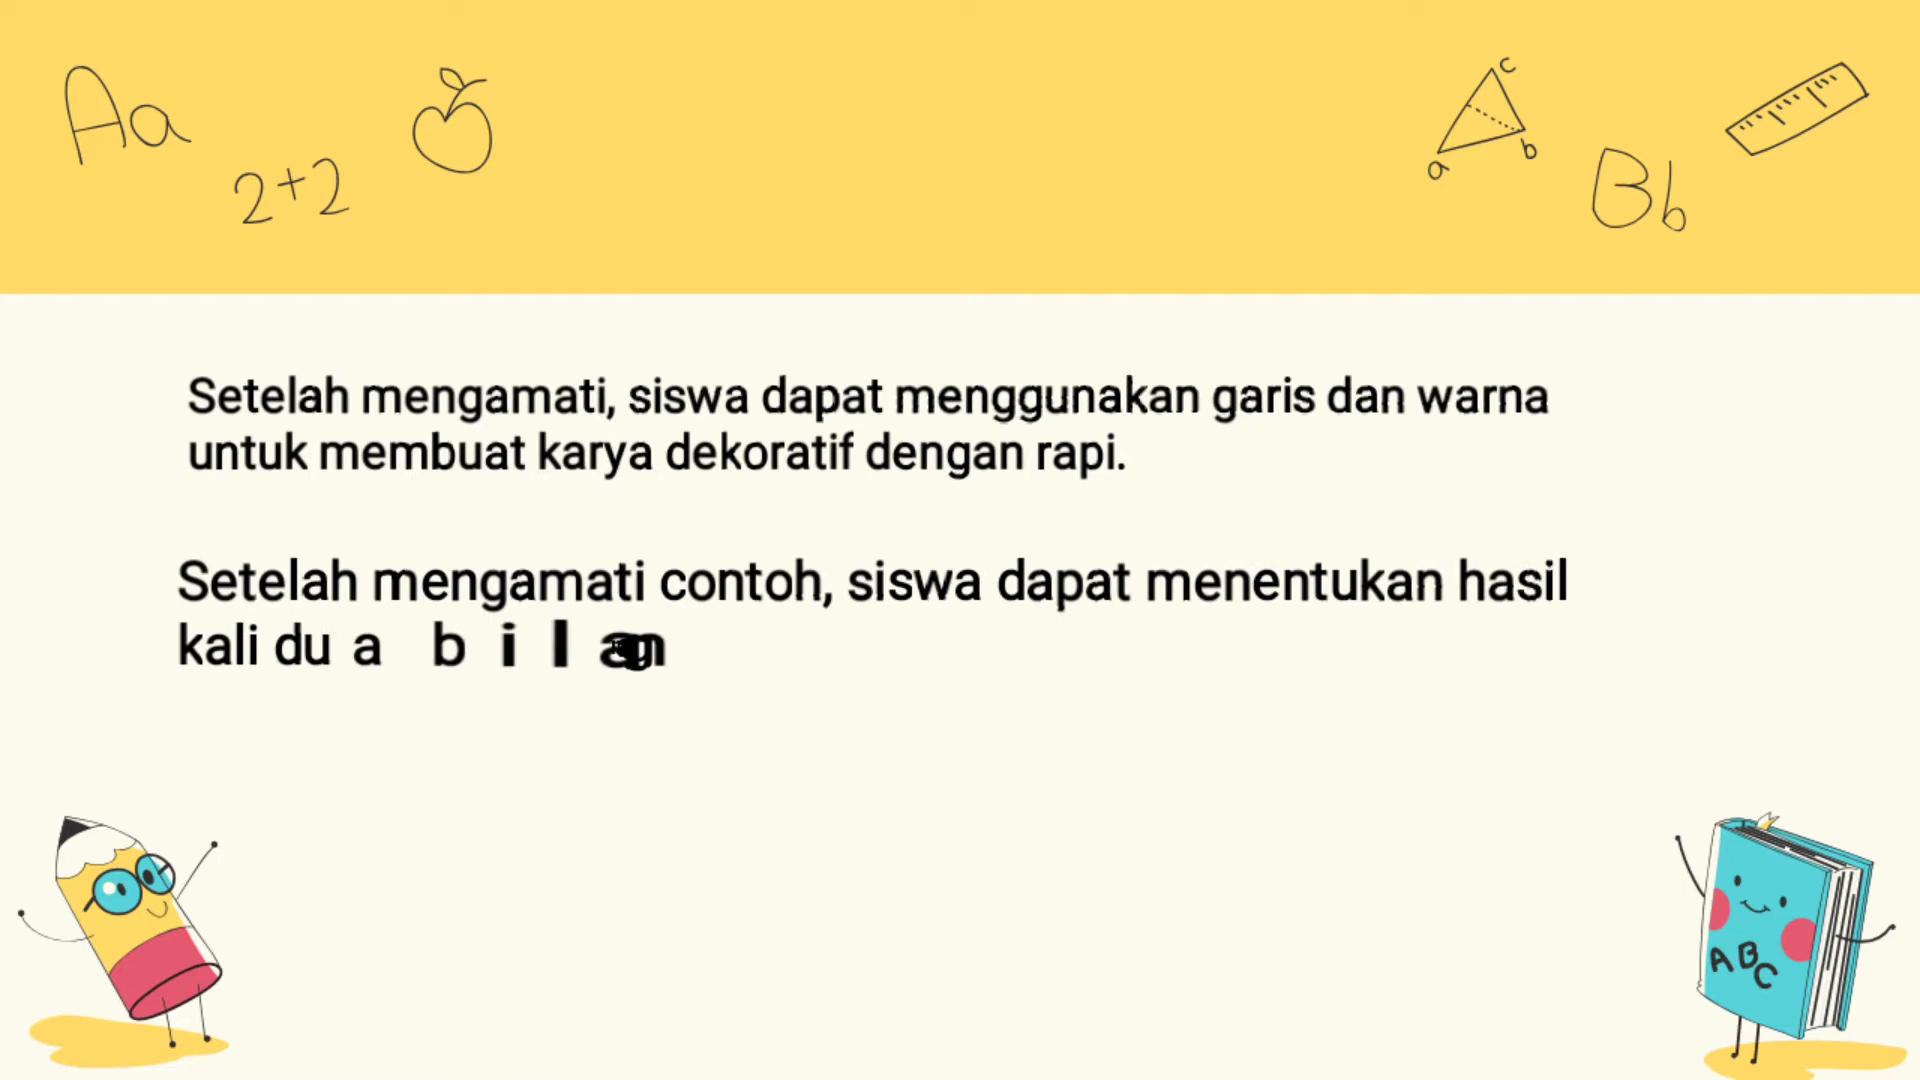 Aa
2+2
c
a
b
Bb
Setelah mengamati, siswa dapat menggunakan garis dan warna
untuk membuat karya dekoratif dengan rapi.
Setelah mengamati contoh, siswa dapat menentukan hasil
kali du a
ABC